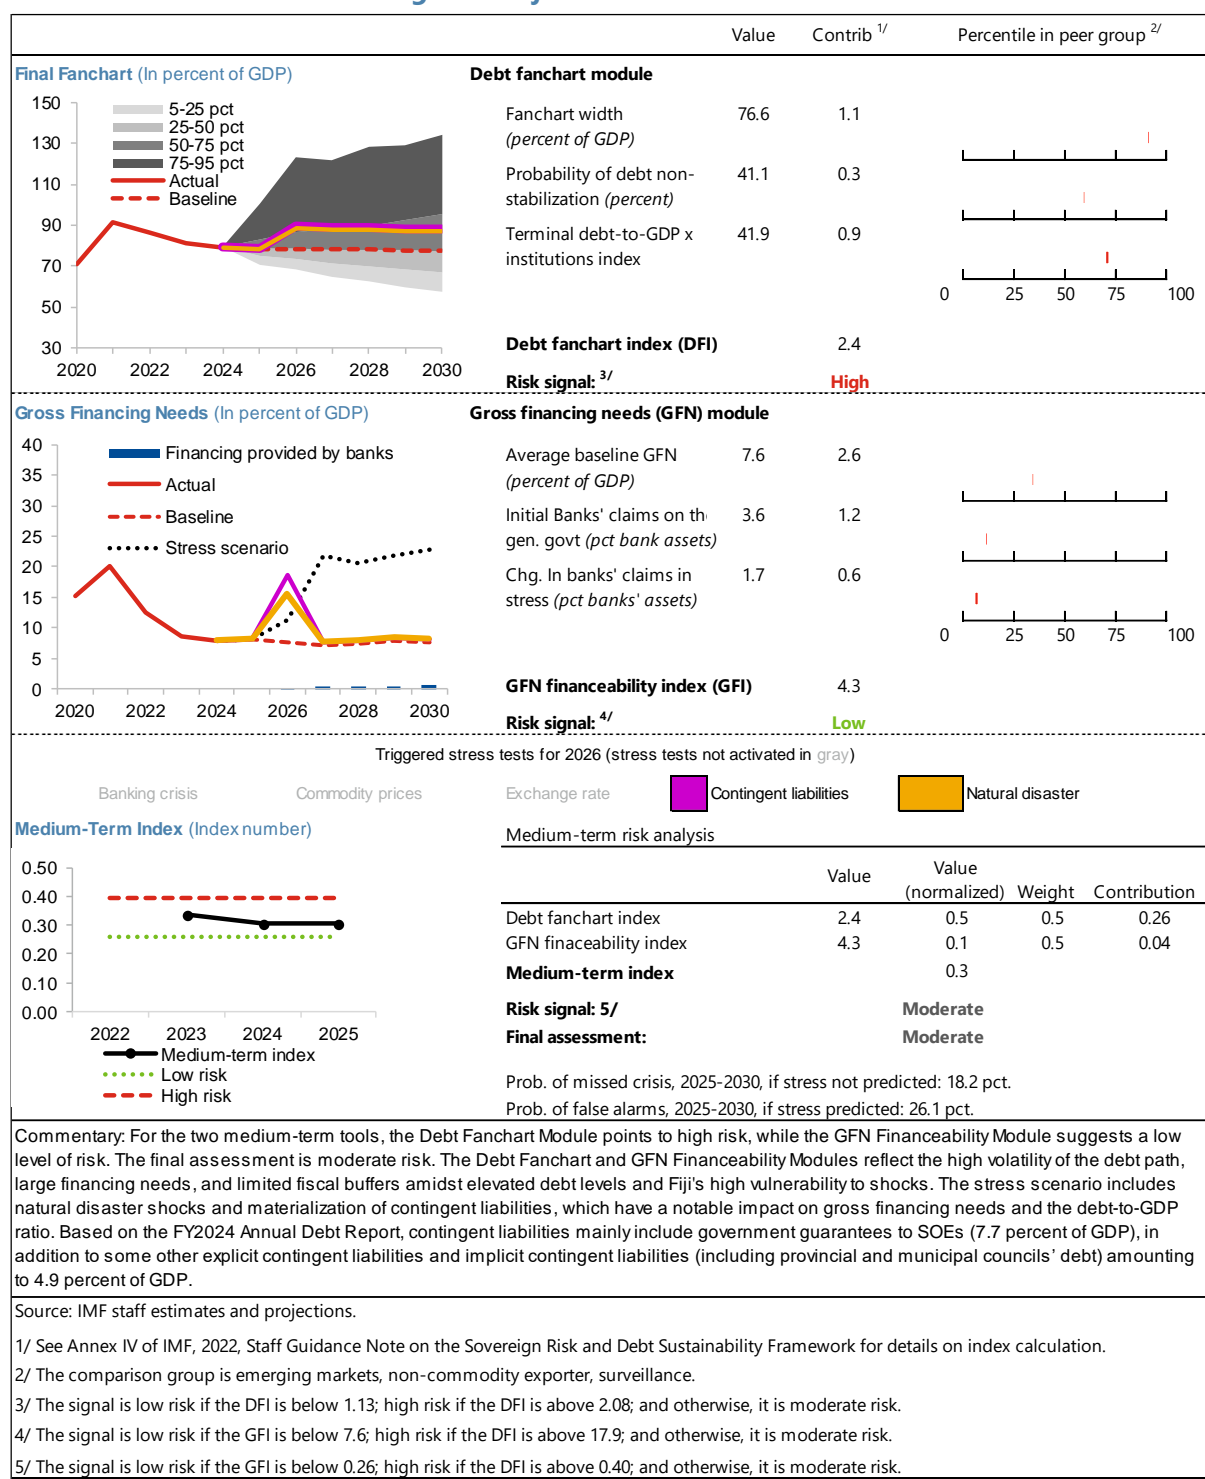 Value Contrib 1/ Percentile in peer group 2/
Final Fanchart (In percent of GDP)
150
130
110
90
70
50
30
5-25 pct
25-50 pct
50-75 pct
75-95 pct
Actual
Baseline
2020 2022 2024 2026 2028 2030
Debt fanchart module
Fanchart width 76.6 1.1
(percent of GDP)
Probability of debt non- 41.1 0.3
stabilization (percent)
Terminal debt-to-GDP x 41.9 0.9
institutions index
0 25 50 75 100
Debt fanchart index (DFI) 2.4
Risk signal: 3/ High
Gross Financing Needs (In percent of GDP)
40
35
30
25
20
15
10
5
0
Financing provided by banks
Actual
Baseline
Stress scenario
2020 2022 2024 2026 2028 2030
Gross financing needs (GFN) module
Average baseline GFN 7.6 2.6
(percent of GDP)
Initial Banks' claims on the 3.6 1.2
gen. govt (pct bank assets)
Chg. In banks' claims in 1.7 0.6
stress (pct banks' assets)
0 25 50 75 100
GFN financeability index (GFI) 4.3
Risk signal: 4/ Low
Triggered stress tests for 2026 (stress tests not activated in gray)
Banking crisis Commodity prices Exchange rate Contingent liabilities Natural disaster
Medium-Term Index (Index number)
0.50
0.40
0.30
0.20
0.10
0.00
2022 2023 2024 2025
Medium-term index
Low risk
High risk
Medium-term risk analysis
Value Value (normalized) Weight Contribution
Debt fanchart index 2.4 0.5 0.5 0.26
GFN finaceability index 4.3 0.1 0.5 0.04
Medium-term index 0.3
Risk signal: 5/ Moderate
Final assessment: Moderate
Prob. of missed crisis, 2025-2030, if stress not predicted: 18.2 pct.
Prob. of false alarms, 2025-2030, if stress predicted: 26.1 pct.
Commentary: For the two medium-term tools, the Debt Fanchart Module points to high risk, while the GFN Financeability Module suggests a low
level of risk. The final assessment is moderate risk. The Debt Fanchart and GFN Financeability Modules reflect the high volatility of the debt path,
large financing needs, and limited fiscal buffers amidst elevated debt levels and Fiji's high vulnerability to shocks. The stress scenario includes
natural disaster shocks and materialization of contingent liabilities, which have a notable impact on gross financing needs and the debt-to-GDP
ratio. Based on the FY2024 Annual Debt Report, contingent liabilities mainly include government guarantees to SOEs (7.7 percent of GDP), in
addition to some other explicit contingent liabilities and implicit contingent liabilities (including provincial and municipal councils' debt) amounting
to 4.9 percent of GDP.
Source: IMF staff estimates and projections.
1/ See Annex IV of IMF, 2022, Staff Guidance Note on the Sovereign Risk and Debt Sustainability Framework for details on index calculation.
2/ The comparison group is emerging markets, non-commodity exporter, surveillance.
3/ The signal is low risk if the DFI is below 1.13; high risk if the DFI is above 2.08; and otherwise, it is moderate risk.
4/ The signal is low risk if the GFI is below 7.6; high risk if the DFI is above 17.9; and otherwise, it is moderate risk.
5/ The signal is low risk if the GFI is below 0.26; high risk if the DFI is above 0.40; and otherwise, it is moderate risk.